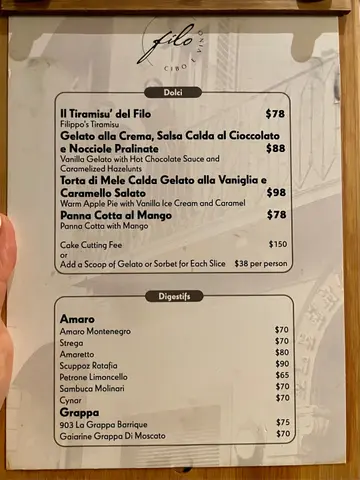 filo
CIBO E VINO
Dolci
Il Tiramisu' del Filo $78
Filippo's Tiramisu
Gelato alla Crema, Salsa Calda al Cioccolato
e Nocciole Pralinate $88
Vanilla Gelato with Hot Chocolate Sauce and
Caramelized Hazelunts
Torta di Mele Calda Gelato alla Vaniglia e
Caramello Salato $98
Warm Apple Pie with Vanilla Ice Cream and Caramel
Panna Cotta al Mango $78
Panna Cotta with Mango
Cake Cutting Fee $150
or
Add a Scoop of Gelato or Sorbet for Each Slice $38 per person
Digestifs
Amaro
Amaro Montenegro $70
Strega $70
Amaretto $80
Scuppaz Ratafia $90
Petrone Limoncello $65
Sambuca Molinari $70
Cynar $70
Grappa
903 La Grappa Barrique $75
Gaiarine Grappa Di Moscato $70